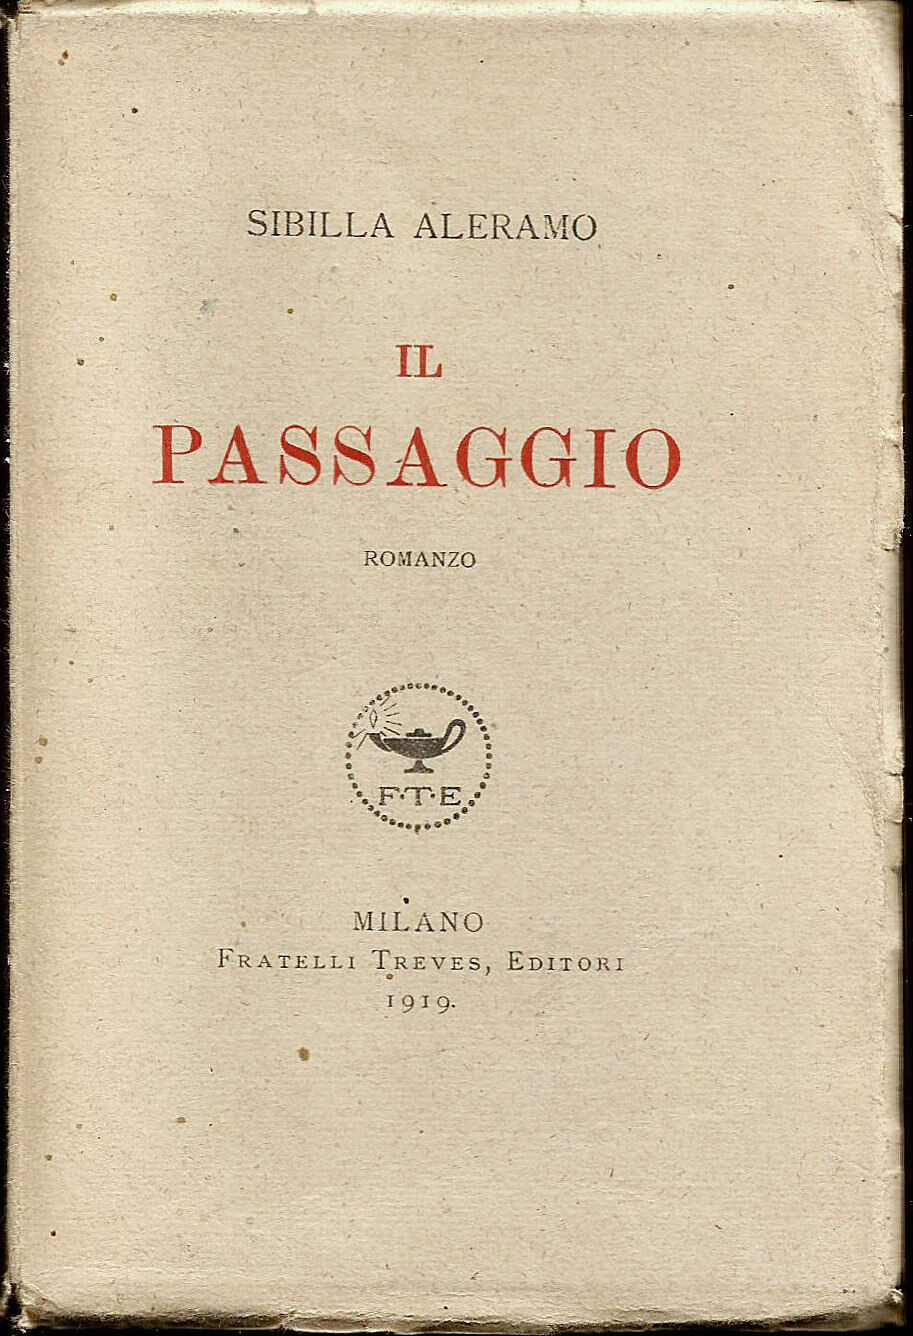 SIBILLA ALERAMO
IL
PASSAGGIO
ROMANZO
F·T·E
MILANO
FRATELLI TREVES, EDITORI
1919.